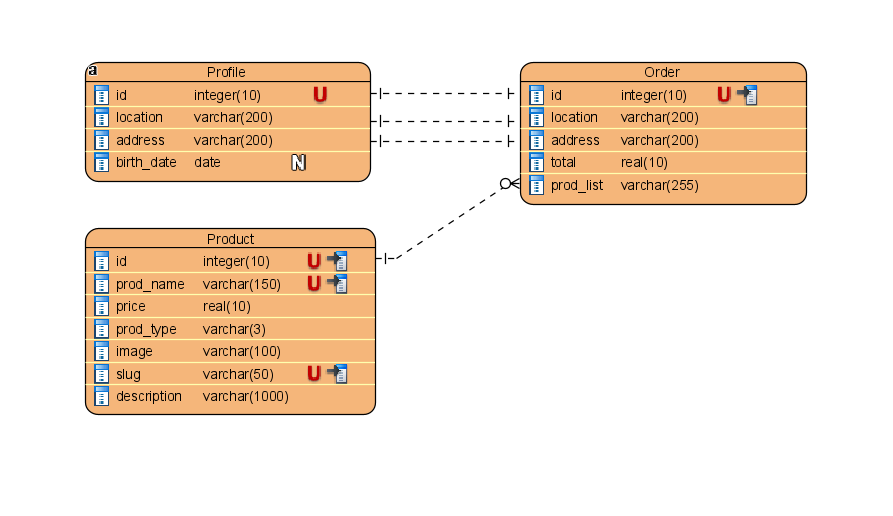 a
Profile
id integer(10) U
location varchar(200)
address varchar(200)
birth_date date N
Order
id integer(10) U
location varchar(200)
address varchar(200)
total real(10)
prod_list varchar(255)
Product
id integer(10) U
prod_name varchar(150) U
price real(10)
prod_type varchar(3)
image varchar(100)
slug varchar(50) U
description varchar(1000)